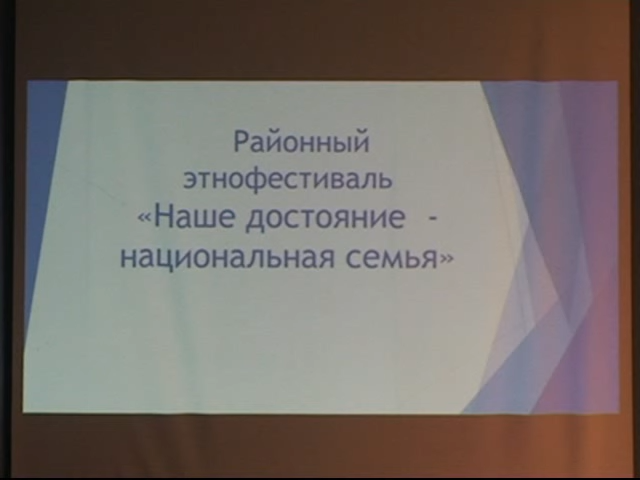 Районный
этнофестиваль
«Наше достояние -
национальная семья»